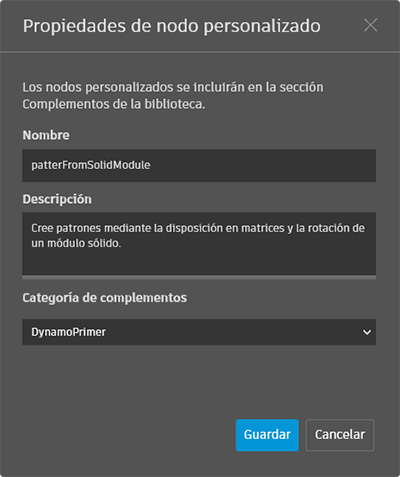 Propiedades de nodo personalizado
Los nodos personalizados se incluirán en la sección
Complementos de la biblioteca.
Nombre
patterFromSolidModule
Descripción
Cree patrones mediante la disposición en matrices y la rotación de
un módulo sólido.
Categoría de complementos
DynamoPrimer
Guardar
Cancelar